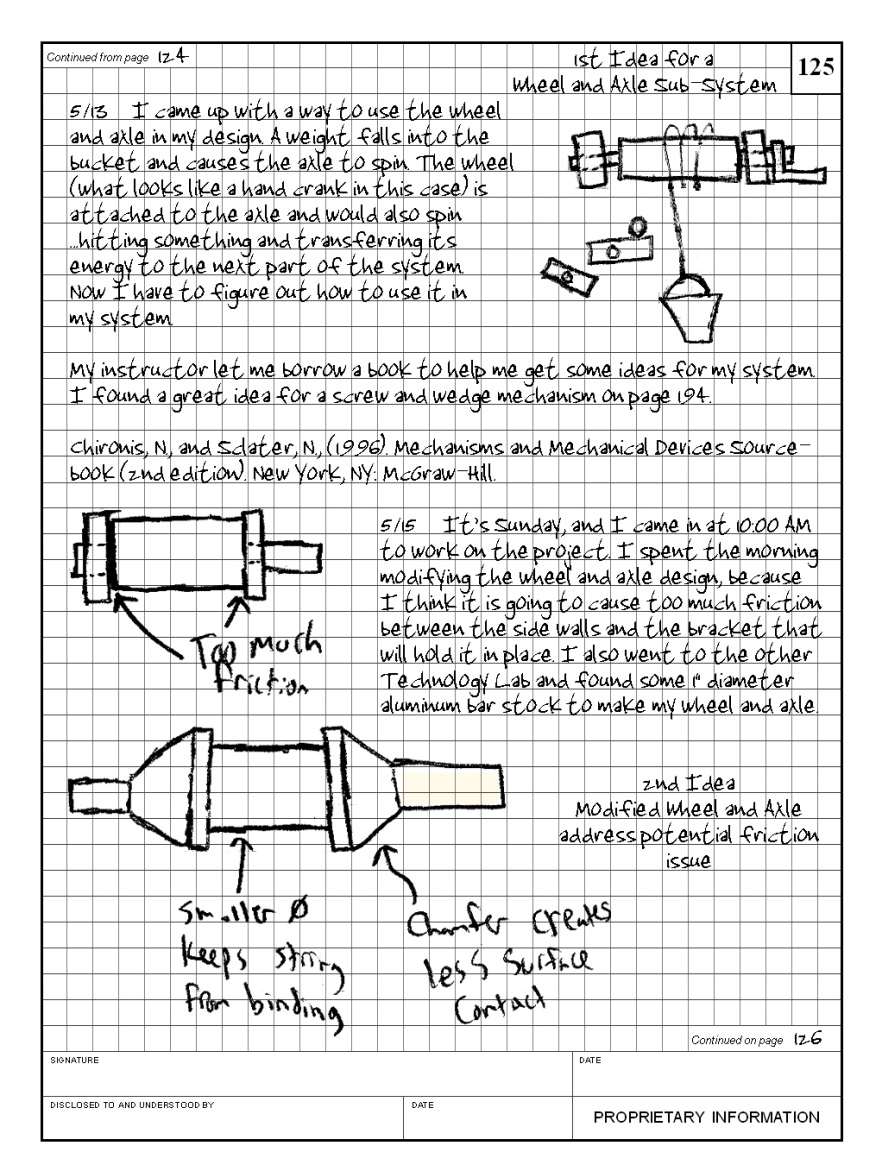 Continued from page 124
1st Idea for a
Wheel and Axle Sub-System
125
5/13 I came up with a way to use the wheel
and axle in my design. A weight falls into the
bucket and causes the axle to spin. The wheel
(what looks like a hand crank in this case) is
attached to the axle and would also spin
...hitting something and transferring its
energy to the next part of the system.
Now I have to figure out how to use it in
my system.
My instructor let me borrow a book to help me get some ideas for my system.
I found a great idea for a screw and wedge mechanism on page 194.
Chironis, N., and Sclater, N., (1996). Mechanisms and Mechanical Devices Source-
book (2nd edition). New York, NY: McGraw-Hill.
5/15 It's Sunday, and I came in at 10:00 AM
to work on the project. I spent the morning
modifying the wheel and axle design, because
I think it is going to cause too much friction
between the side walls and the bracket that
will hold it in place. I also went to the other
Technology Lab and found some 1" diameter
aluminum bar stock to make my wheel and axle.
Too Much
Friction
2nd Idea
Modified Wheel and Axle
address potential friction
issue
Smaller Ø
Keeps string
from binding
Chamfer Creates
Less Surface
Contact
Continued on page 126
SIGNATURE
DATE
DISCLOSED TO AND UNDERSTOOD BY
DATE
PROPRIETARY INFORMATION